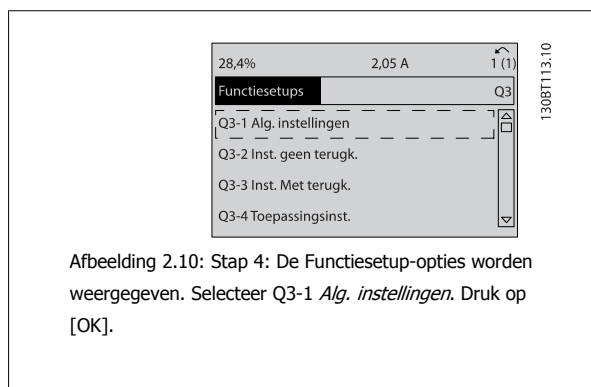 28,4% 2,05 A 1 (1)
Functiesetups Q3
Q3-1 Alg. instellingen
Q3-2 Inst. geen terugk.
Q3-3 Inst. Met terugk.
Q3-4 Toepassingsinst.
130BT113.10
Afbeelding 2.10: Stap 4: De Functiesetup-opties worden
weergegeven. Selecteer Q3-1 Alg. instellingen. Druk op
[OK].